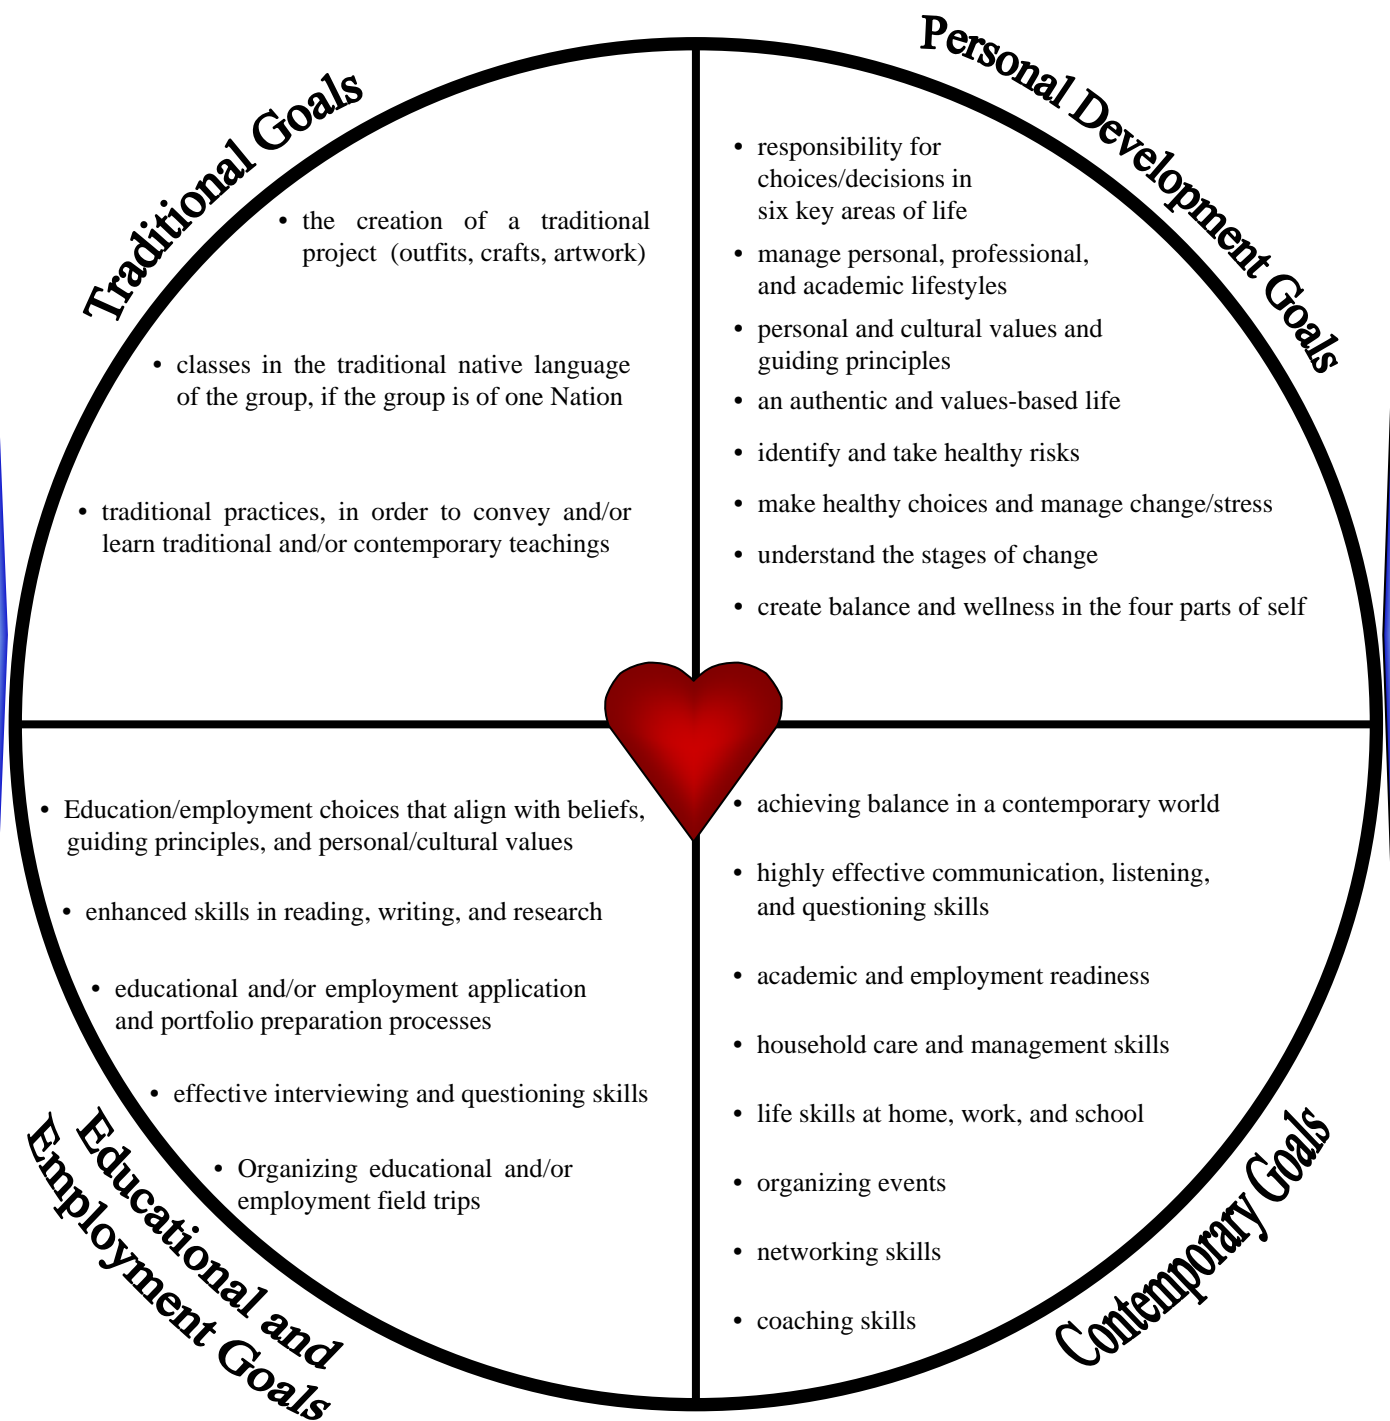 Traditional Goals
• the creation of a traditional
project (outfits, crafts, artwork)
• classes in the traditional native language
of the group, if the group is of one Nation
• traditional practices, in order to convey and/or
learn traditional and/or contemporary teachings
Personal Development Goals
• responsibility for
choices/decisions in
six key areas of life
• manage personal, professional,
and academic lifestyles
• personal and cultural values and
guiding principles
• an authentic and values-based life
• identify and take healthy risks
• make healthy choices and manage change/stress
• understand the stages of change
• create balance and wellness in the four parts of self
• Education/employment choices that align with beliefs,
guiding principles, and personal/cultural values
• enhanced skills in reading, writing, and research
• educational and/or employment application
and portfolio preparation processes
• effective interviewing and questioning skills
• Organizing educational and/or
employment field trips
Educational and
Employment Goals
• achieving balance in a contemporary world
• highly effective communication, listening,
and questioning skills
• academic and employment readiness
• household care and management skills
• life skills at home, work, and school
• organizing events
• networking skills
• coaching skills
Contemporary Goals